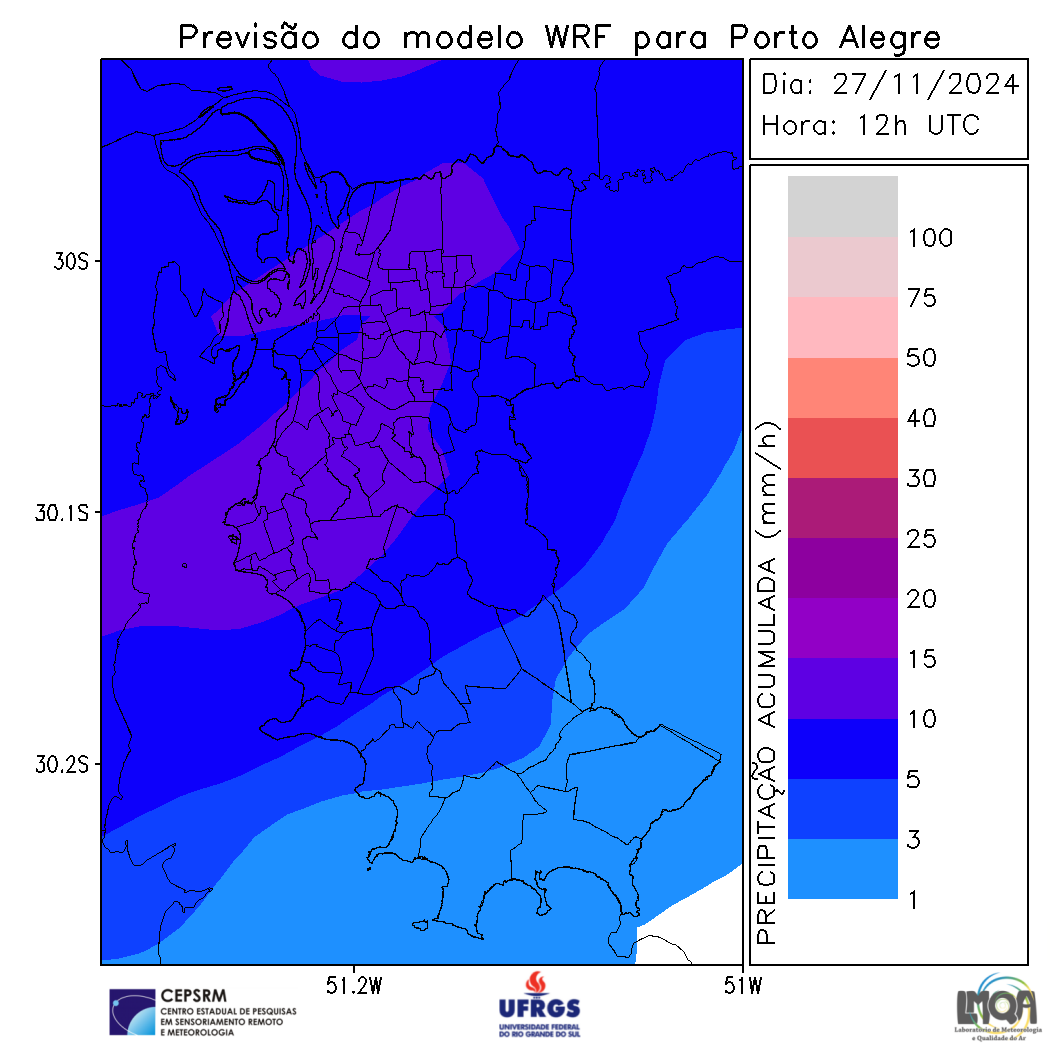 Previsão do modelo WRF para Porto Alegre
Dia: 27/11/2024
Hora: 12h UTC
30S
30.1S
30.2S
51.2W
51W
PRECIPITAÇÃO ACUMULADA (mm/h)
100
75
50
40
30
25
20
15
10
5
3
1
CEPSRM
CENTRO ESTADUAL DE PESQUISAS
EM SENSORIAMENTO REMOTO
E METEOROLOGIA
UFRGS
UNIVERSIDADE FEDERAL
DO RIO GRANDE DO SUL
LMQA
Laboratório de Meteorologia
e Qualidade do Ar